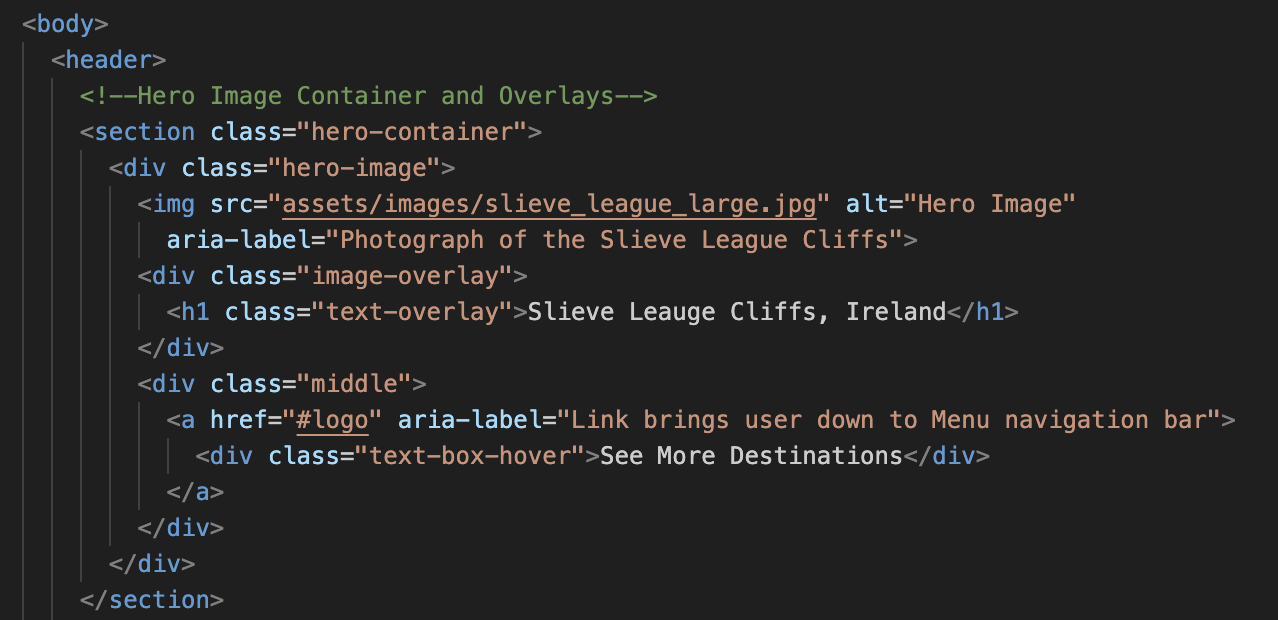 <body>
<header>
<!--Hero Image Container and Overlays-->
<section class="hero-container">
<div class="hero-image">
<img src="assets/images/slieve_league_large.jpg" alt="Hero Image"
aria-label="Photograph of the Slieve League Cliffs">
<div class="image-overlay">
<h1 class="text-overlay">Slieve Leauge Cliffs, Ireland</h1>
</div>
<div class="middle">
<a href="#logo" aria-label="Link brings user down to Menu navigation bar">
<div class="text-box-hover">See More Destinations</div>
</a>
</div>
</div>
</section>